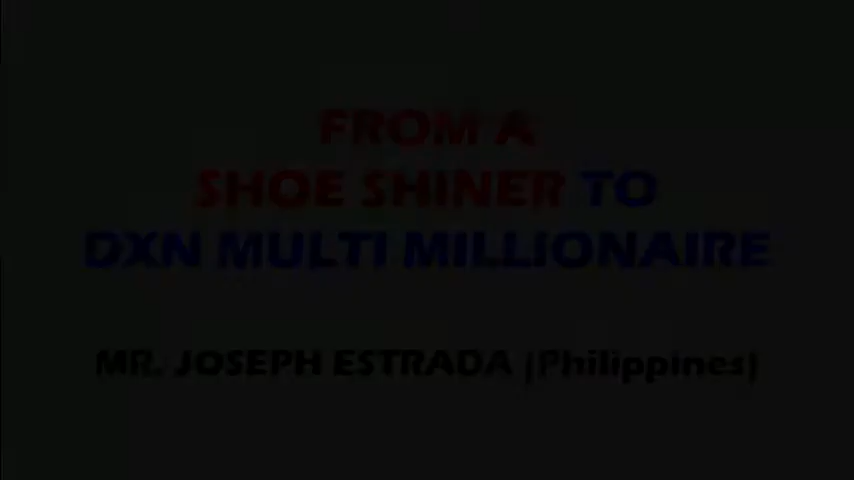 FROM A
SHOE SHINER TO
DXN MULTI MILLIONAIRE
MR. JOSEPH ESTRADA (Philippines)